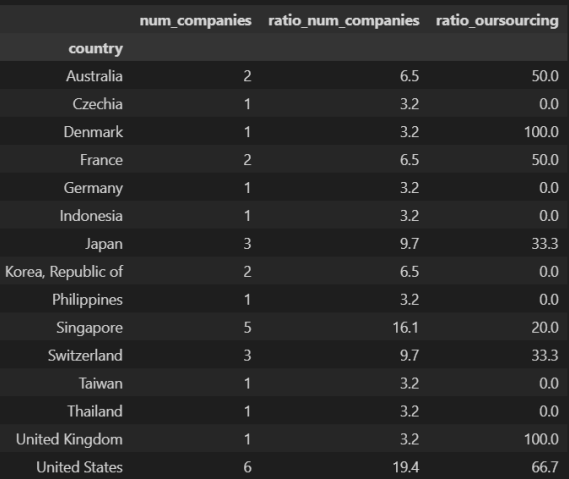 num_companies ratio_num_companies ratio_oursourcing
country
Australia 2 6.5 50.0
Czechia 1 3.2 0.0
Denmark 1 3.2 100.0
France 2 6.5 50.0
Germany 1 3.2 0.0
Indonesia 1 3.2 0.0
Japan 3 9.7 33.3
Korea, Republic of 2 6.5 0.0
Philippines 1 3.2 0.0
Singapore 5 16.1 20.0
Switzerland 3 9.7 33.3
Taiwan 1 3.2 0.0
Thailand 1 3.2 0.0
United Kingdom 1 3.2 100.0
United States 6 19.4 66.7